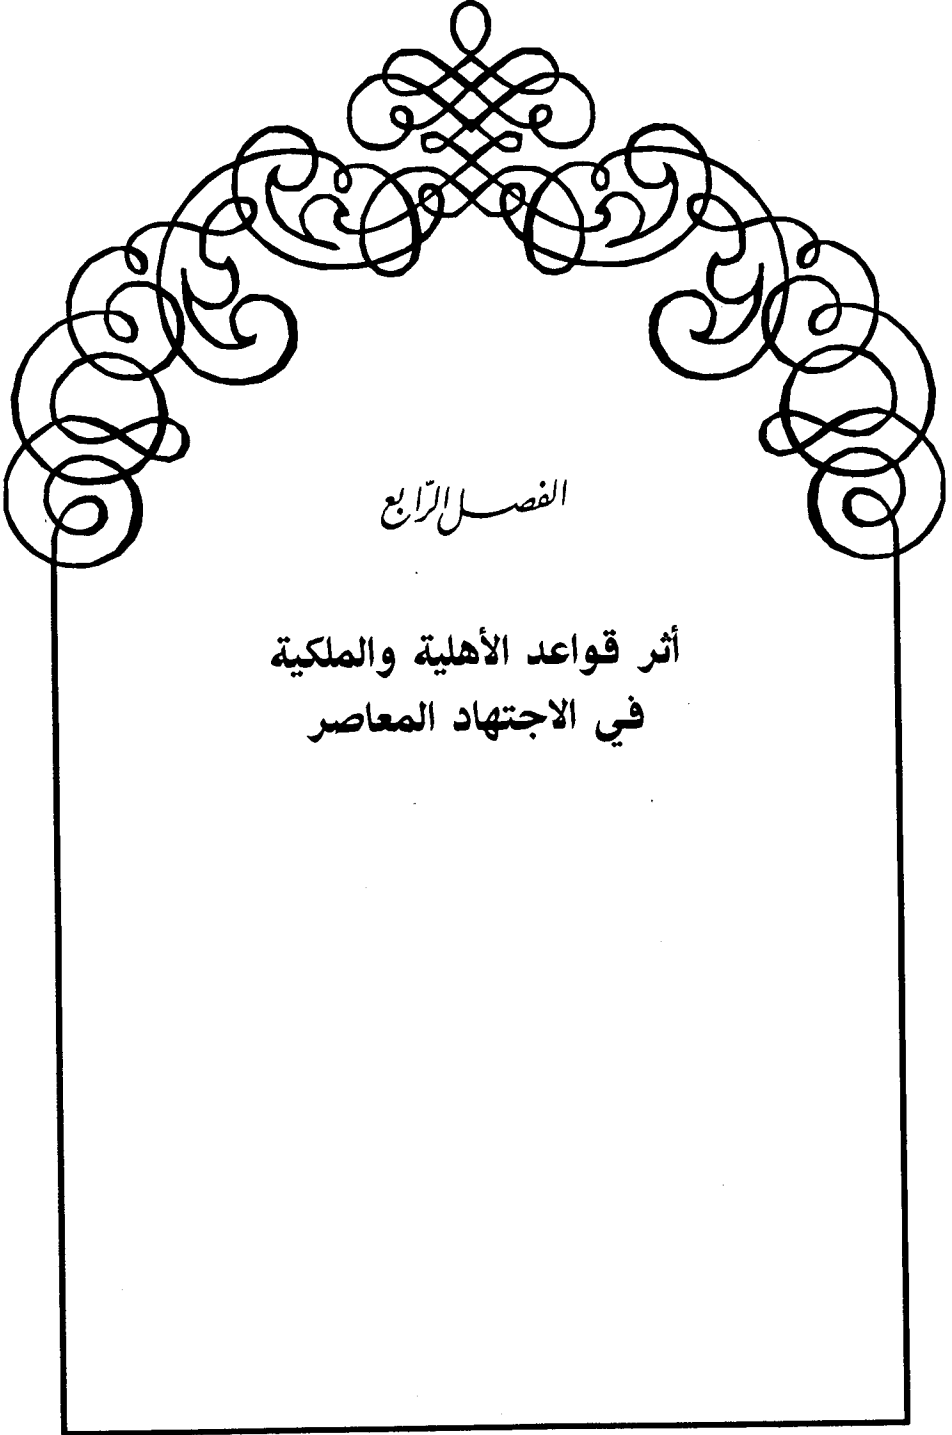 الفصل الرّابع
أثر قواعد الأهلية والملكية
في الاجتهاد المعاصر